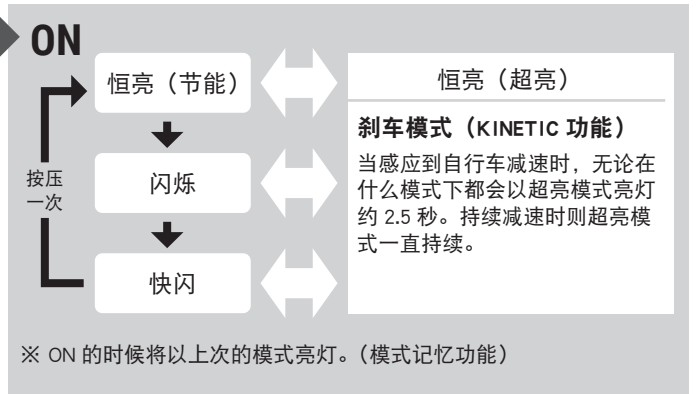 ON
恒亮（节能）
闪烁
快闪
按压
一次
恒亮（超亮）
刹车模式（KINETIC 功能）
当感应到自行车减速时，无论在
什么模式下都会以超亮模式亮灯
约 2.5 秒。持续减速时则超亮模
式一直持续。
※ ON 的时候将以上次的模式亮灯。（模式记忆功能）